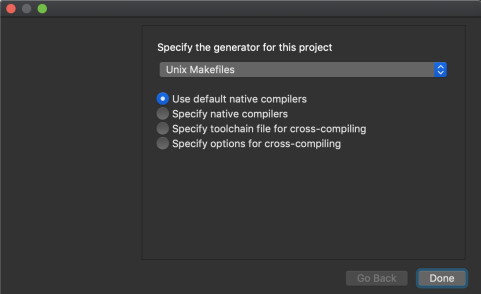 Specify the generator for this project
Unix Makefiles
Use default native compilers
Specify native compilers
Specify toolchain file for cross-compiling
Specify options for cross-compiling
Go Back
Done